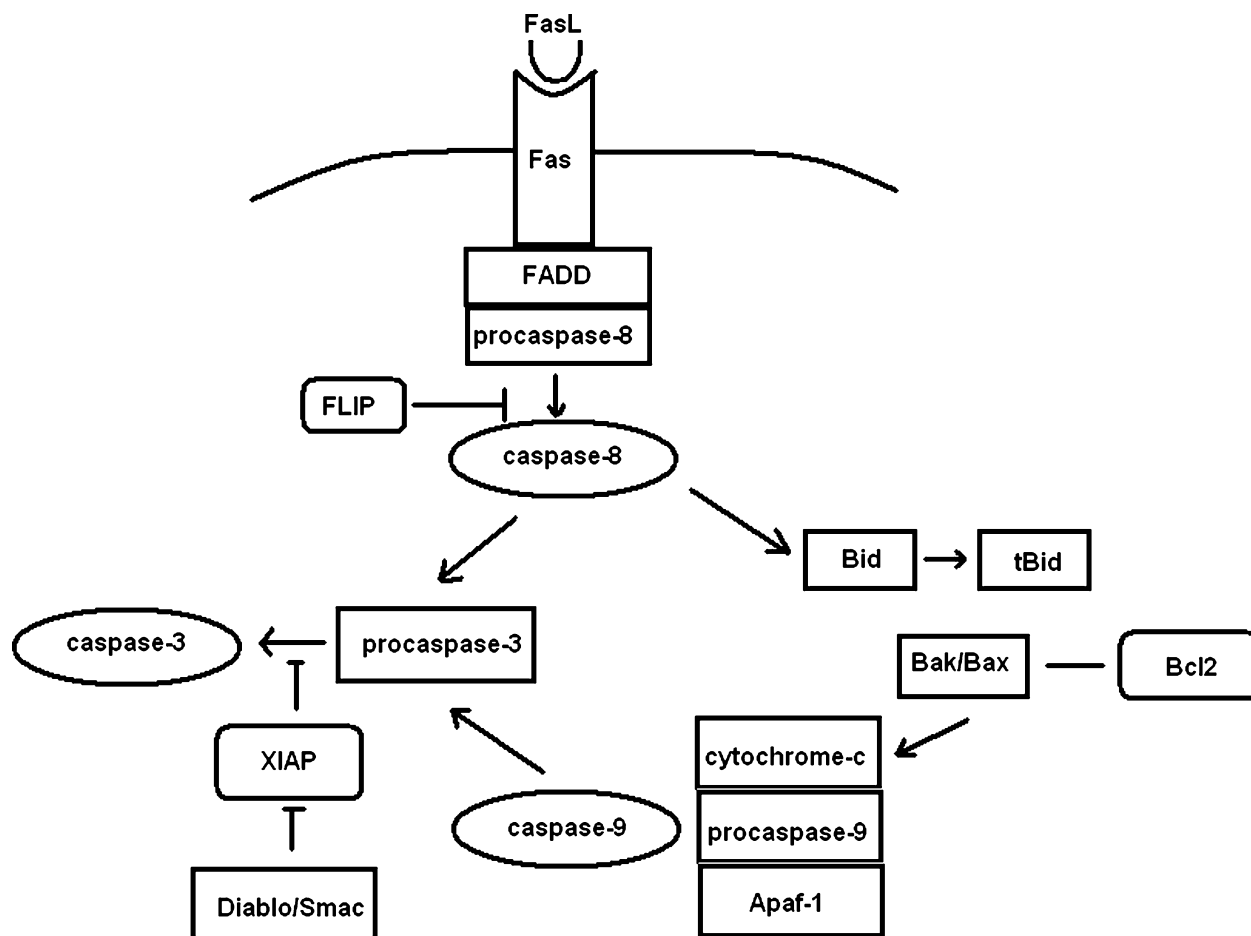 FasL
Fas
FADD
procaspase-8
FLIP
caspase-8
Bid
tBid
caspase-3
procaspase-3
Bak/Bax
Bcl2
XIAP
cytochrome-c
caspase-9
procaspase-9
Diablo/Smac
Apaf-1